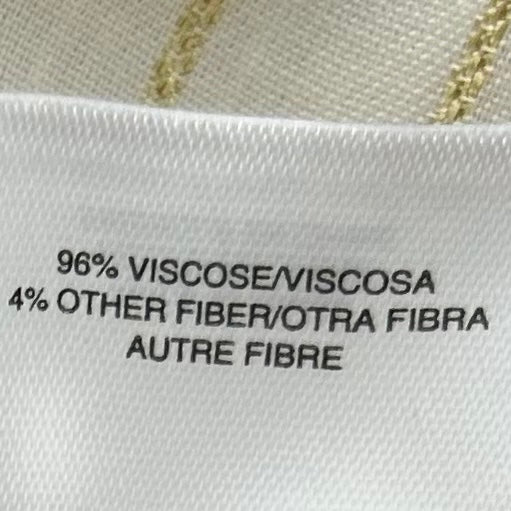 96% VISCOSE/VISCOSA
4% OTHER FIBER/OTRA FIBRA
AUTRE FIBRE